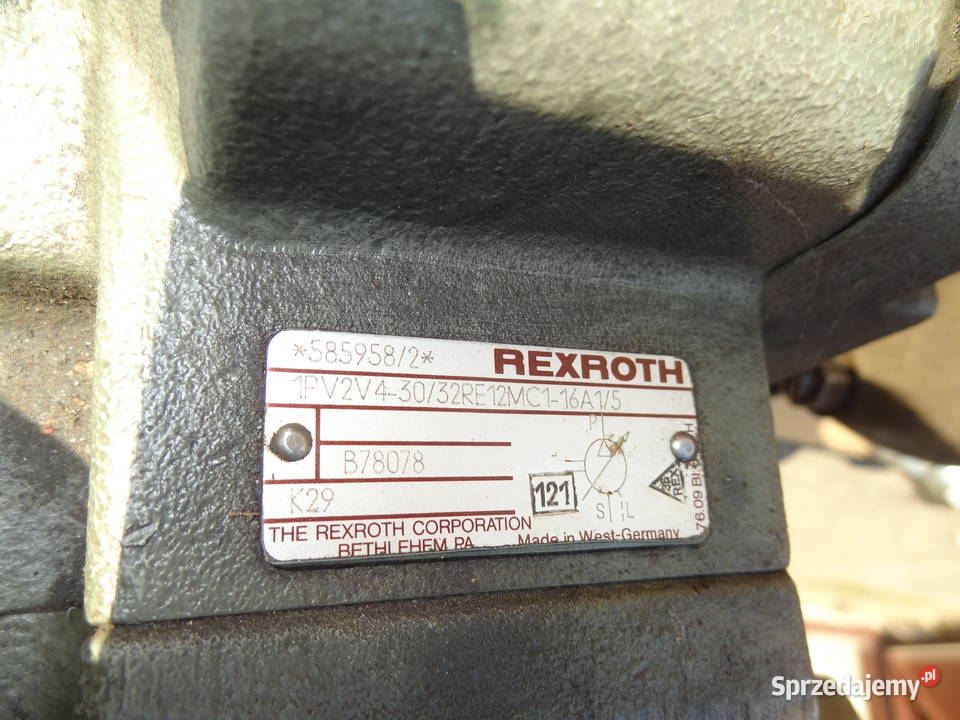 *585958/2* REXROTH
1PV2V4-30/32RE12MC1-16A1/5
P
B78078
121
S L
K29
THE REXROTH CORPORATION
BETHLEHEM PA Made in West-Germany
76.09
Sprzedajemy.pl